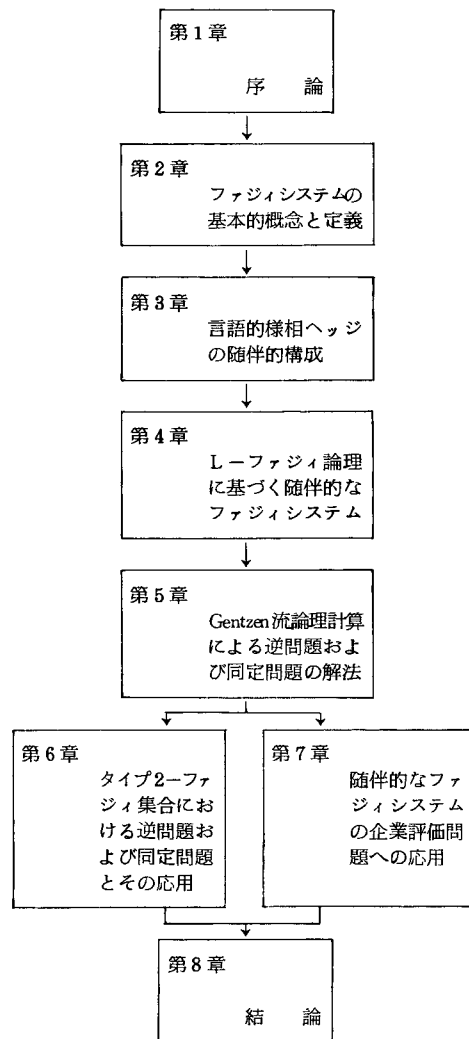 第1章
序 論
第2章
ファジィシステムの
基本的概念と定義
第3章
言語的様相ヘッジ
の随伴的構成
第4章
L－ファジィ論理
に基づく随伴的な
ファジィシステム
第5章
Gentzen流論理計算
による逆問題およ
び同定問題の解法
第6章
タイプ2－ファ
ジィ集合にお
ける逆問題お
よび同定問題
とその応用
第7章
随伴的なファ
ジィシステム
の企業評価問
題への応用
第8章
結 論